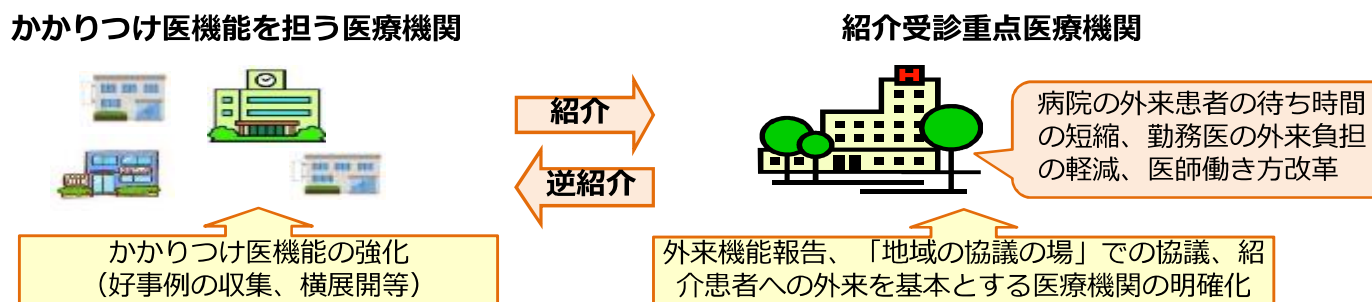 かかりつけ医機能を担う医療機関
紹介受診重点医療機関
H
紹介
逆紹介
病院の外来患者の待ち時間
の短縮、勤務医の外来負担
の軽減、医師働き方改革
かかりつけ医機能の強化
（好事例の収集、横展開等）
外来機能報告、「地域の協議の場」での協議、紹
介患者への外来を基本とする医療機関の明確化